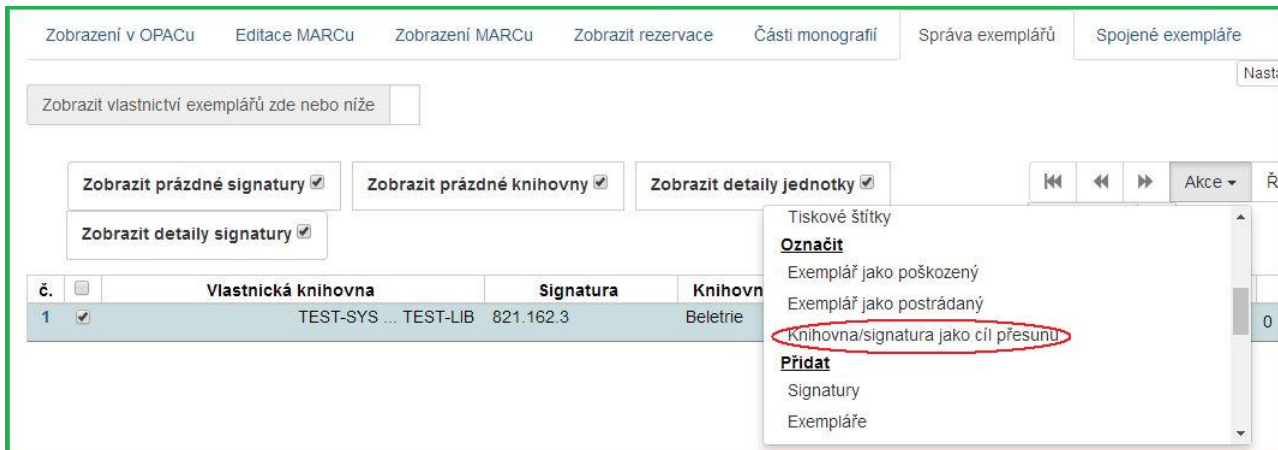 Zobrazení v OPACu Editace MARCu Zobrazení MARCu Zobrazit rezervace Části monografií Správa exemplářů Spojené exempláře
Zobrazit vlastnictví exemplářů zde nebo níže
Zobrazit prázdné signatury Zobrazit prázdné knihovny Zobrazit detaily jednotky Akce
Zobrazit detaily signatury
Tiskové štítky
Označit
Exemplář jako poškozený
Exemplář jako postrádaný
Knihovna/signatura jako cíl přesunu
Přidat
Signatury
Exempláře
č. Vlastnická knihovna Signatura
1 TEST-SYS ... TEST-LIB 821.162.3 Beletrie 0